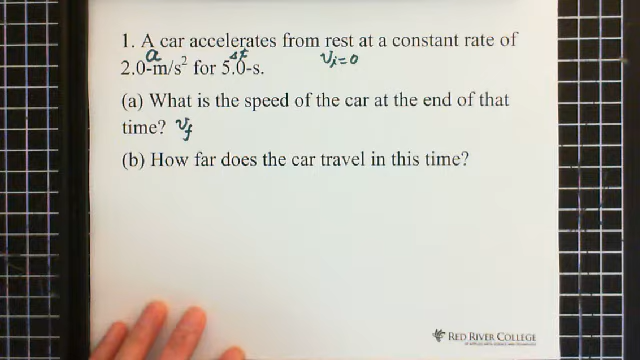 1. A car accelerates from rest at a constant rate of
a Δt v_i=0
2.0-m/s² for 5.0-s.
(a) What is the speed of the car at the end of that
time? v_f
(b) How far does the car travel in this time?
RED RIVER COLLEGE